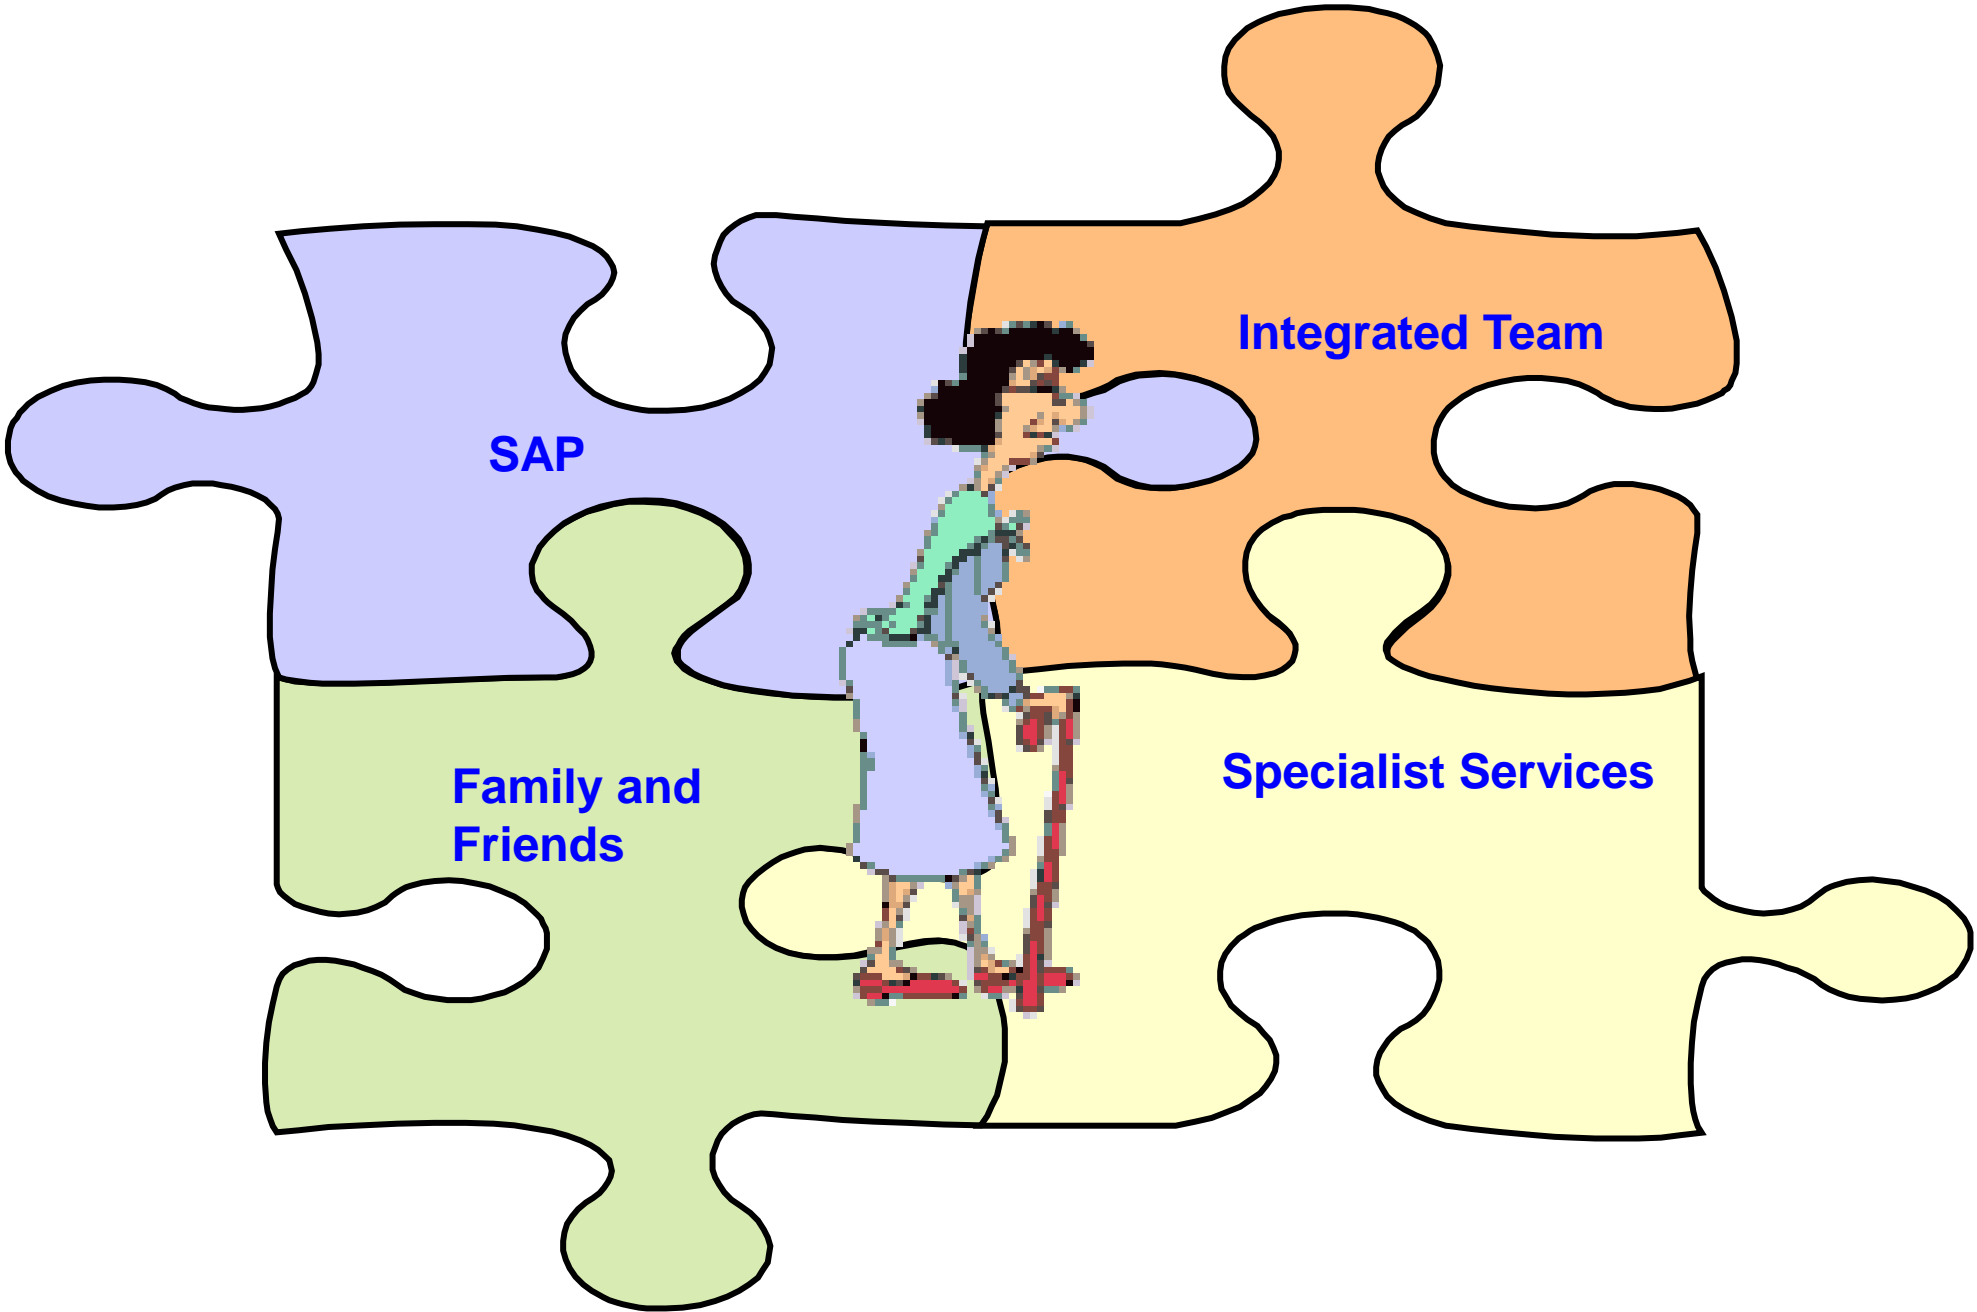 Integrated Team
SAP
Family and
Friends
Specialist Services